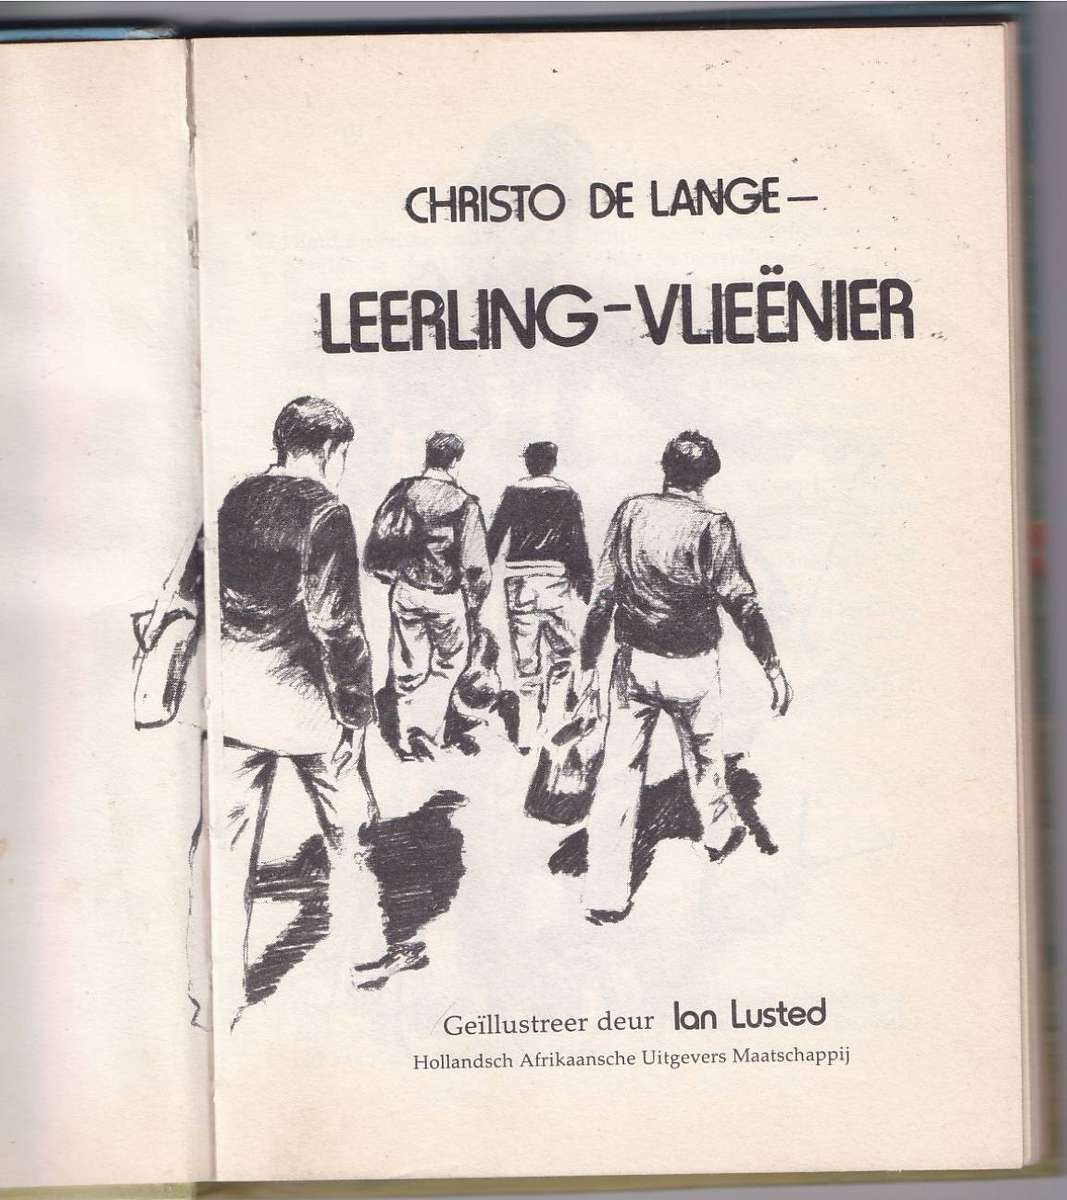 CHRISTO DE LANGE —
LEERLING-VLIEËNIER
Geïllustreer deur Ian Lusted
Hollandsch Afrikaansche Uitgevers Maatschappij